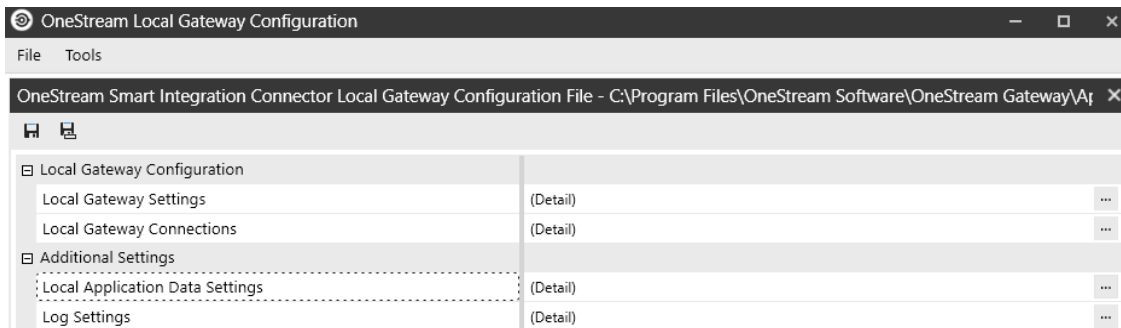 OneStream Local Gateway Configuration
File Tools
OneStream Smart Integration Connector Local Gateway Configuration File - C:\Program Files\OneStream Software\OneStream Gateway\Ap
Local Gateway Configuration
Local Gateway Settings (Detail) ...
Local Gateway Connections (Detail) ...
Additional Settings
Local Application Data Settings (Detail) ...
Log Settings (Detail) ...